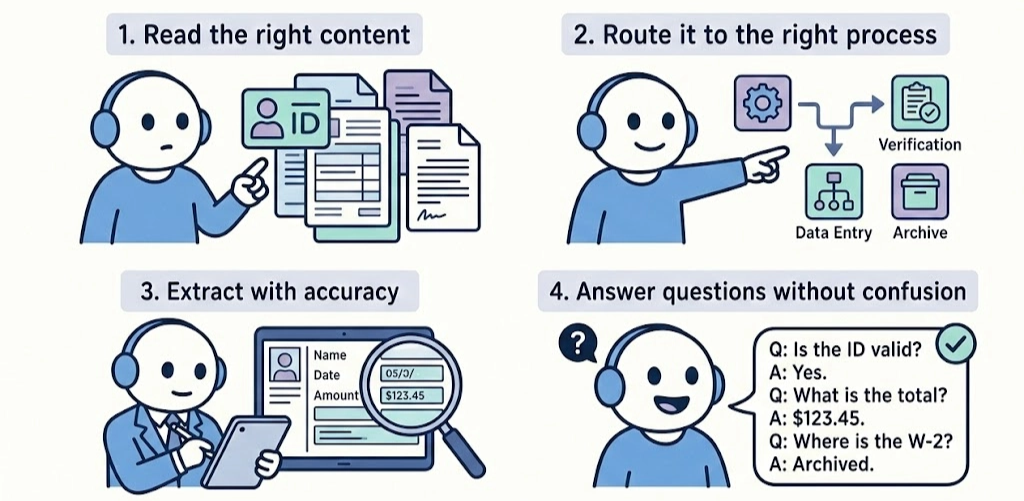 1. Read the right content
ID
2. Route it to the right process
Verification
Data Entry
Archive
3. Extract with accuracy
Name
Date
05/0/
Amount
$123.45
4. Answer questions without confusion
?
Q: Is the ID valid?
A: Yes.
Q: What is the total?
A: $123.45.
Q: Where is the W-2?
A: Archived.